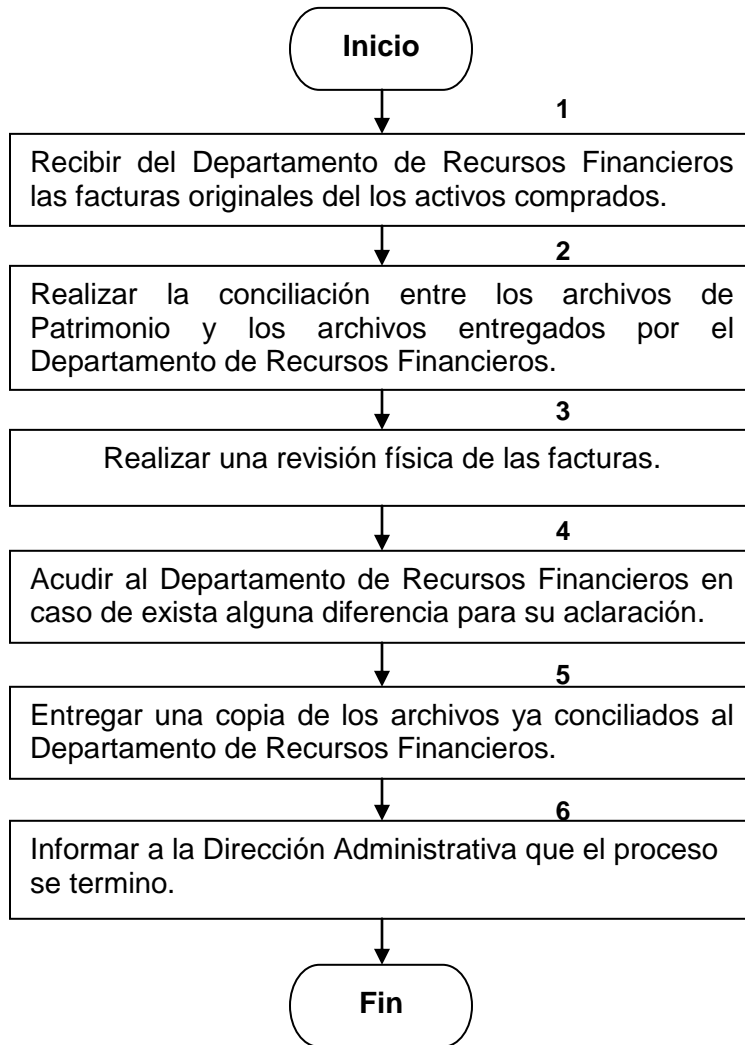 Inicio
1
Recibir del Departamento de Recursos Financieros
las facturas originales del los activos comprados.
2
Realizar la conciliación entre los archivos de
Patrimonio y los archivos entregados por el
Departamento de Recursos Financieros.
3
Realizar una revisión física de las facturas.
4
Acudir al Departamento de Recursos Financieros en
caso de exista alguna diferencia para su aclaración.
5
Entregar una copia de los archivos ya conciliados al
Departamento de Recursos Financieros.
6
Informar a la Dirección Administrativa que el proceso
se termino.
Fin